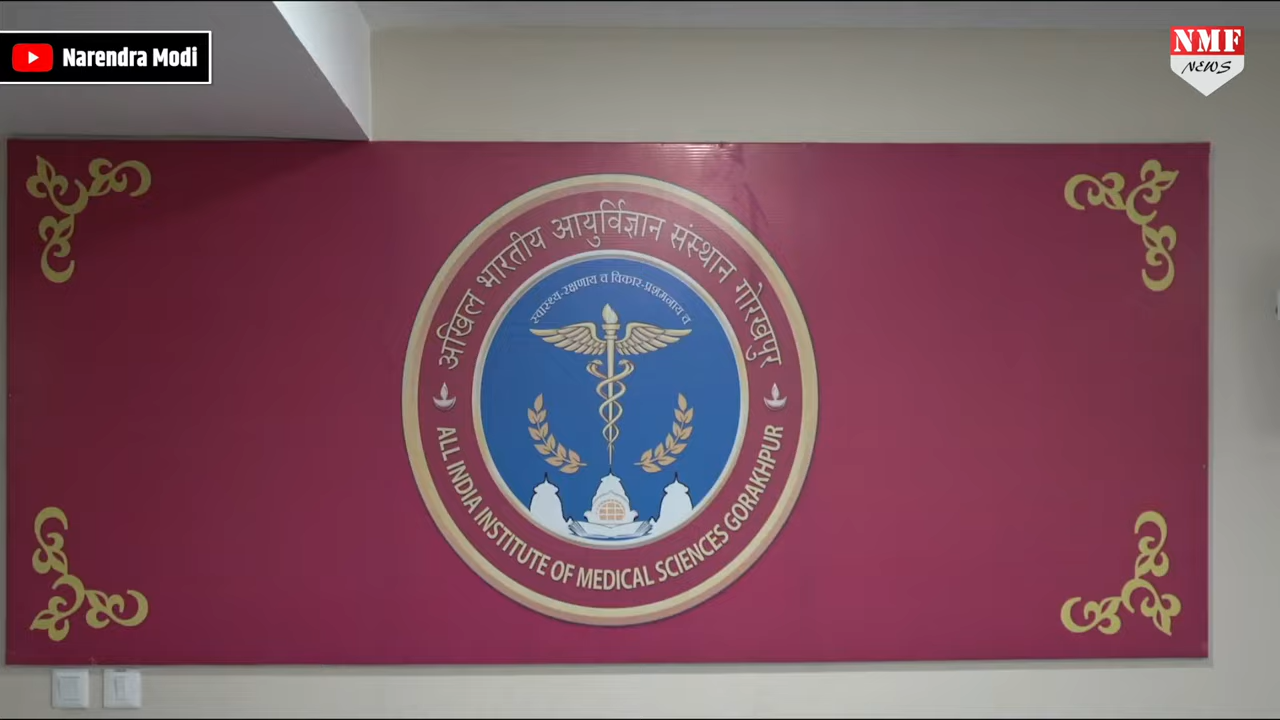 Narendra Modi
NMF
NEWS
अखिल भारतीय आयुर्विज्ञान संस्थान गोरखपुर
स्वास्थ्य-रक्षणाय च विकार-प्रशमनाय च
ALL INDIA INSTITUTE OF MEDICAL SCIENCES GORAKHPUR